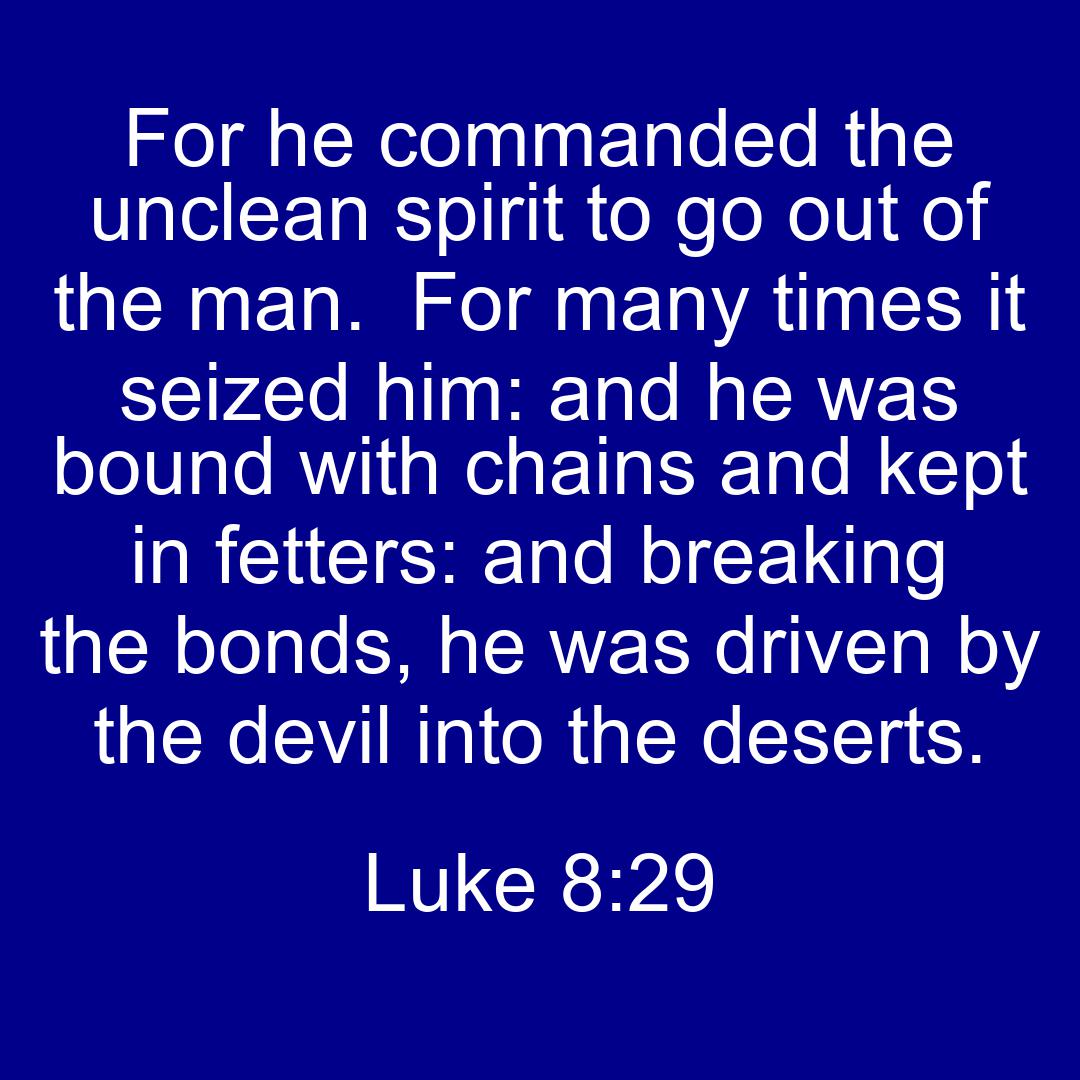 For he commanded the
unclean spirit to go out of
the man.  For many times it
seized him: and he was
bound with chains and kept
in fetters: and breaking
the bonds, he was driven by
the devil into the deserts.
Luke 8:29